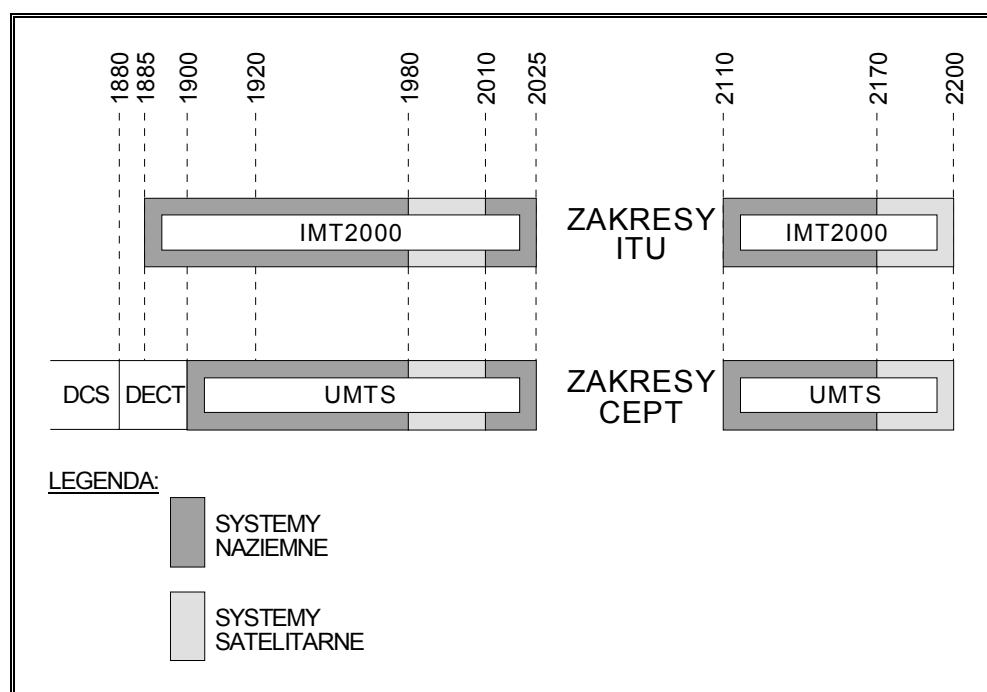 1880
1885
1900
1920
1980
2010
2025
2110
2170
2200
IMT2000
ZAKRESY
ITU
IMT2000
DCS
DECT
UMTS
ZAKRESY
CEPT
UMTS
LEGENDA:
SYSTEMY
NAZIEMNE
SYSTEMY
SATELITARNE